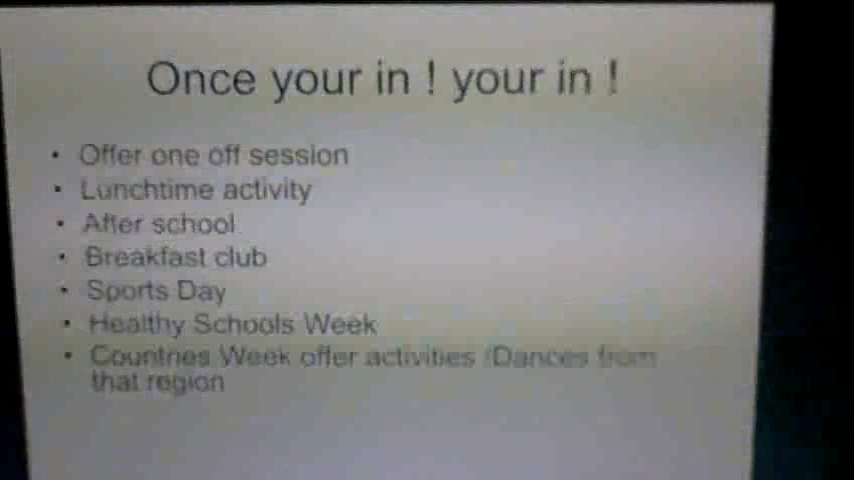 Once your in ! your in !
• Offer one off session
• Lunchtime activity
• After school
• Breakfast club
• Sports Day
• Healthy Schools Week
• Countries Week offer activities (Dances from
that region